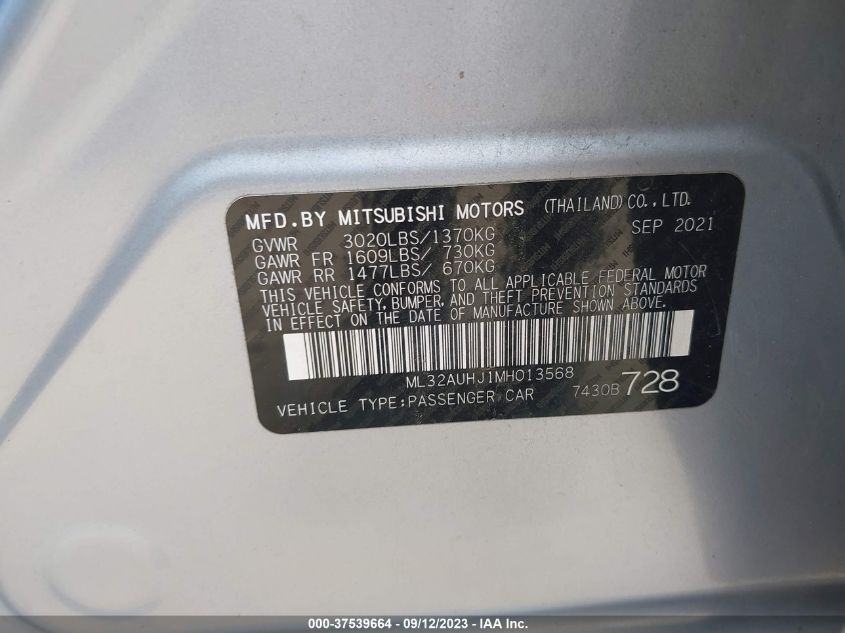 MFD.BY MITSUBISHI MOTORS (THAILAND)CO.,LTD.
GVWR 3020LBS/1370KG SEP 2021
GAWR FR 1609LBS/ 730KG
GAWR RR 1477LBS/ 670KG
THIS VEHICLE CONFORMS TO ALL APPLICABLE FEDERAL MOTOR
VEHICLE SAFETY, BUMPER, AND THEFT PREVENTION STANDARDS
IN EFFECT ON THE DATE OF MANUFACTURE SHOWN ABOVE.
ML32AUHJ1MH013568
VEHICLE TYPE:PASSENGER CAR 7430B 728
000-37539664 - 09/12/2023 - IAA Inc.